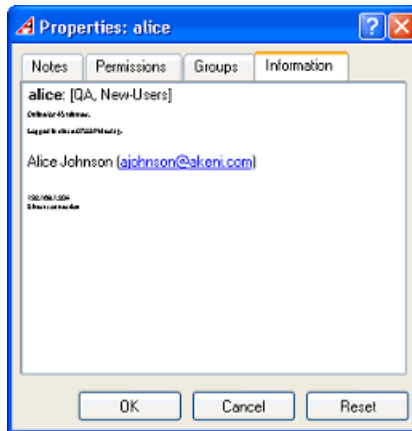 Properties: alice
Notes Permissions Groups Information
alice: [QA, New-Users]
Alice Johnson (ajohnson@akeni.com)
OK Cancel Reset